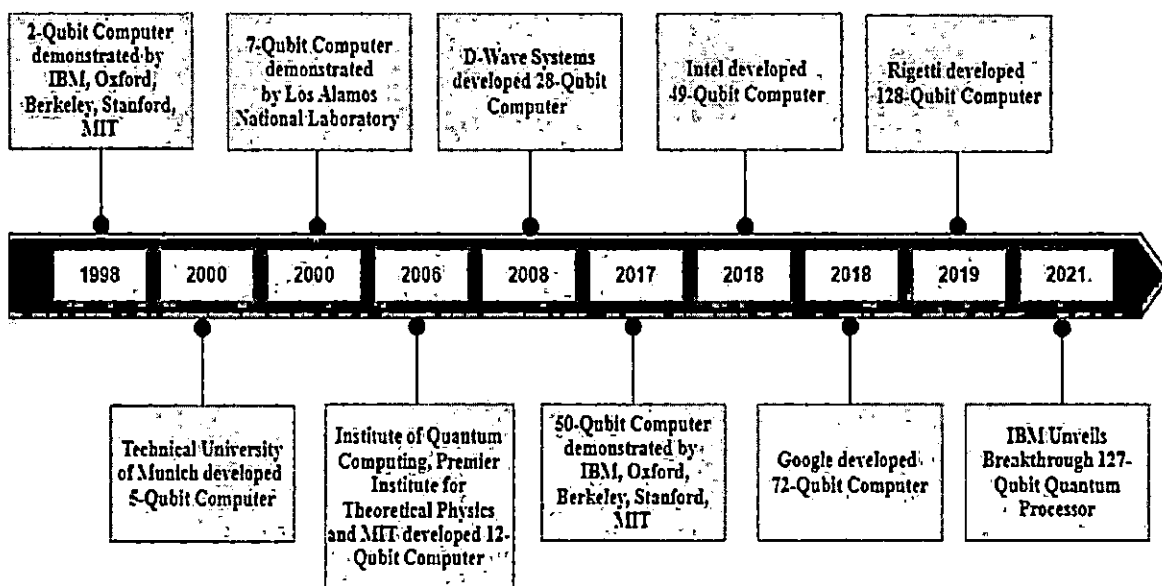 2-Qubit Computer
demonstrated by
IBM, Oxford,
Berkeley, Stanford,
MIT
7-Qubit Computer
demonstrated
by Los Alamos
National Laboratory
D-Wave Systems
developed 28-Qubit
Computer
Intel developed
49-Qubit Computer
Rigetti developed
128-Qubit Computer
1998
2000
2000
2006
2008
2017
2018
2018
2019
2021.
Technical University
of Munich developed
5-Qubit Computer
Institute of Quantum
Computing, Premier
Institute for
Theoretical Physics
and MIT developed 12-
Qubit Computer
50-Qubit Computer
demonstrated by
IBM, Oxford,
Berkeley, Stanford,
MIT
Google developed
72-Qubit Computer
IBM Unveils
Breakthrough 127-
Qubit Quantum
Processor